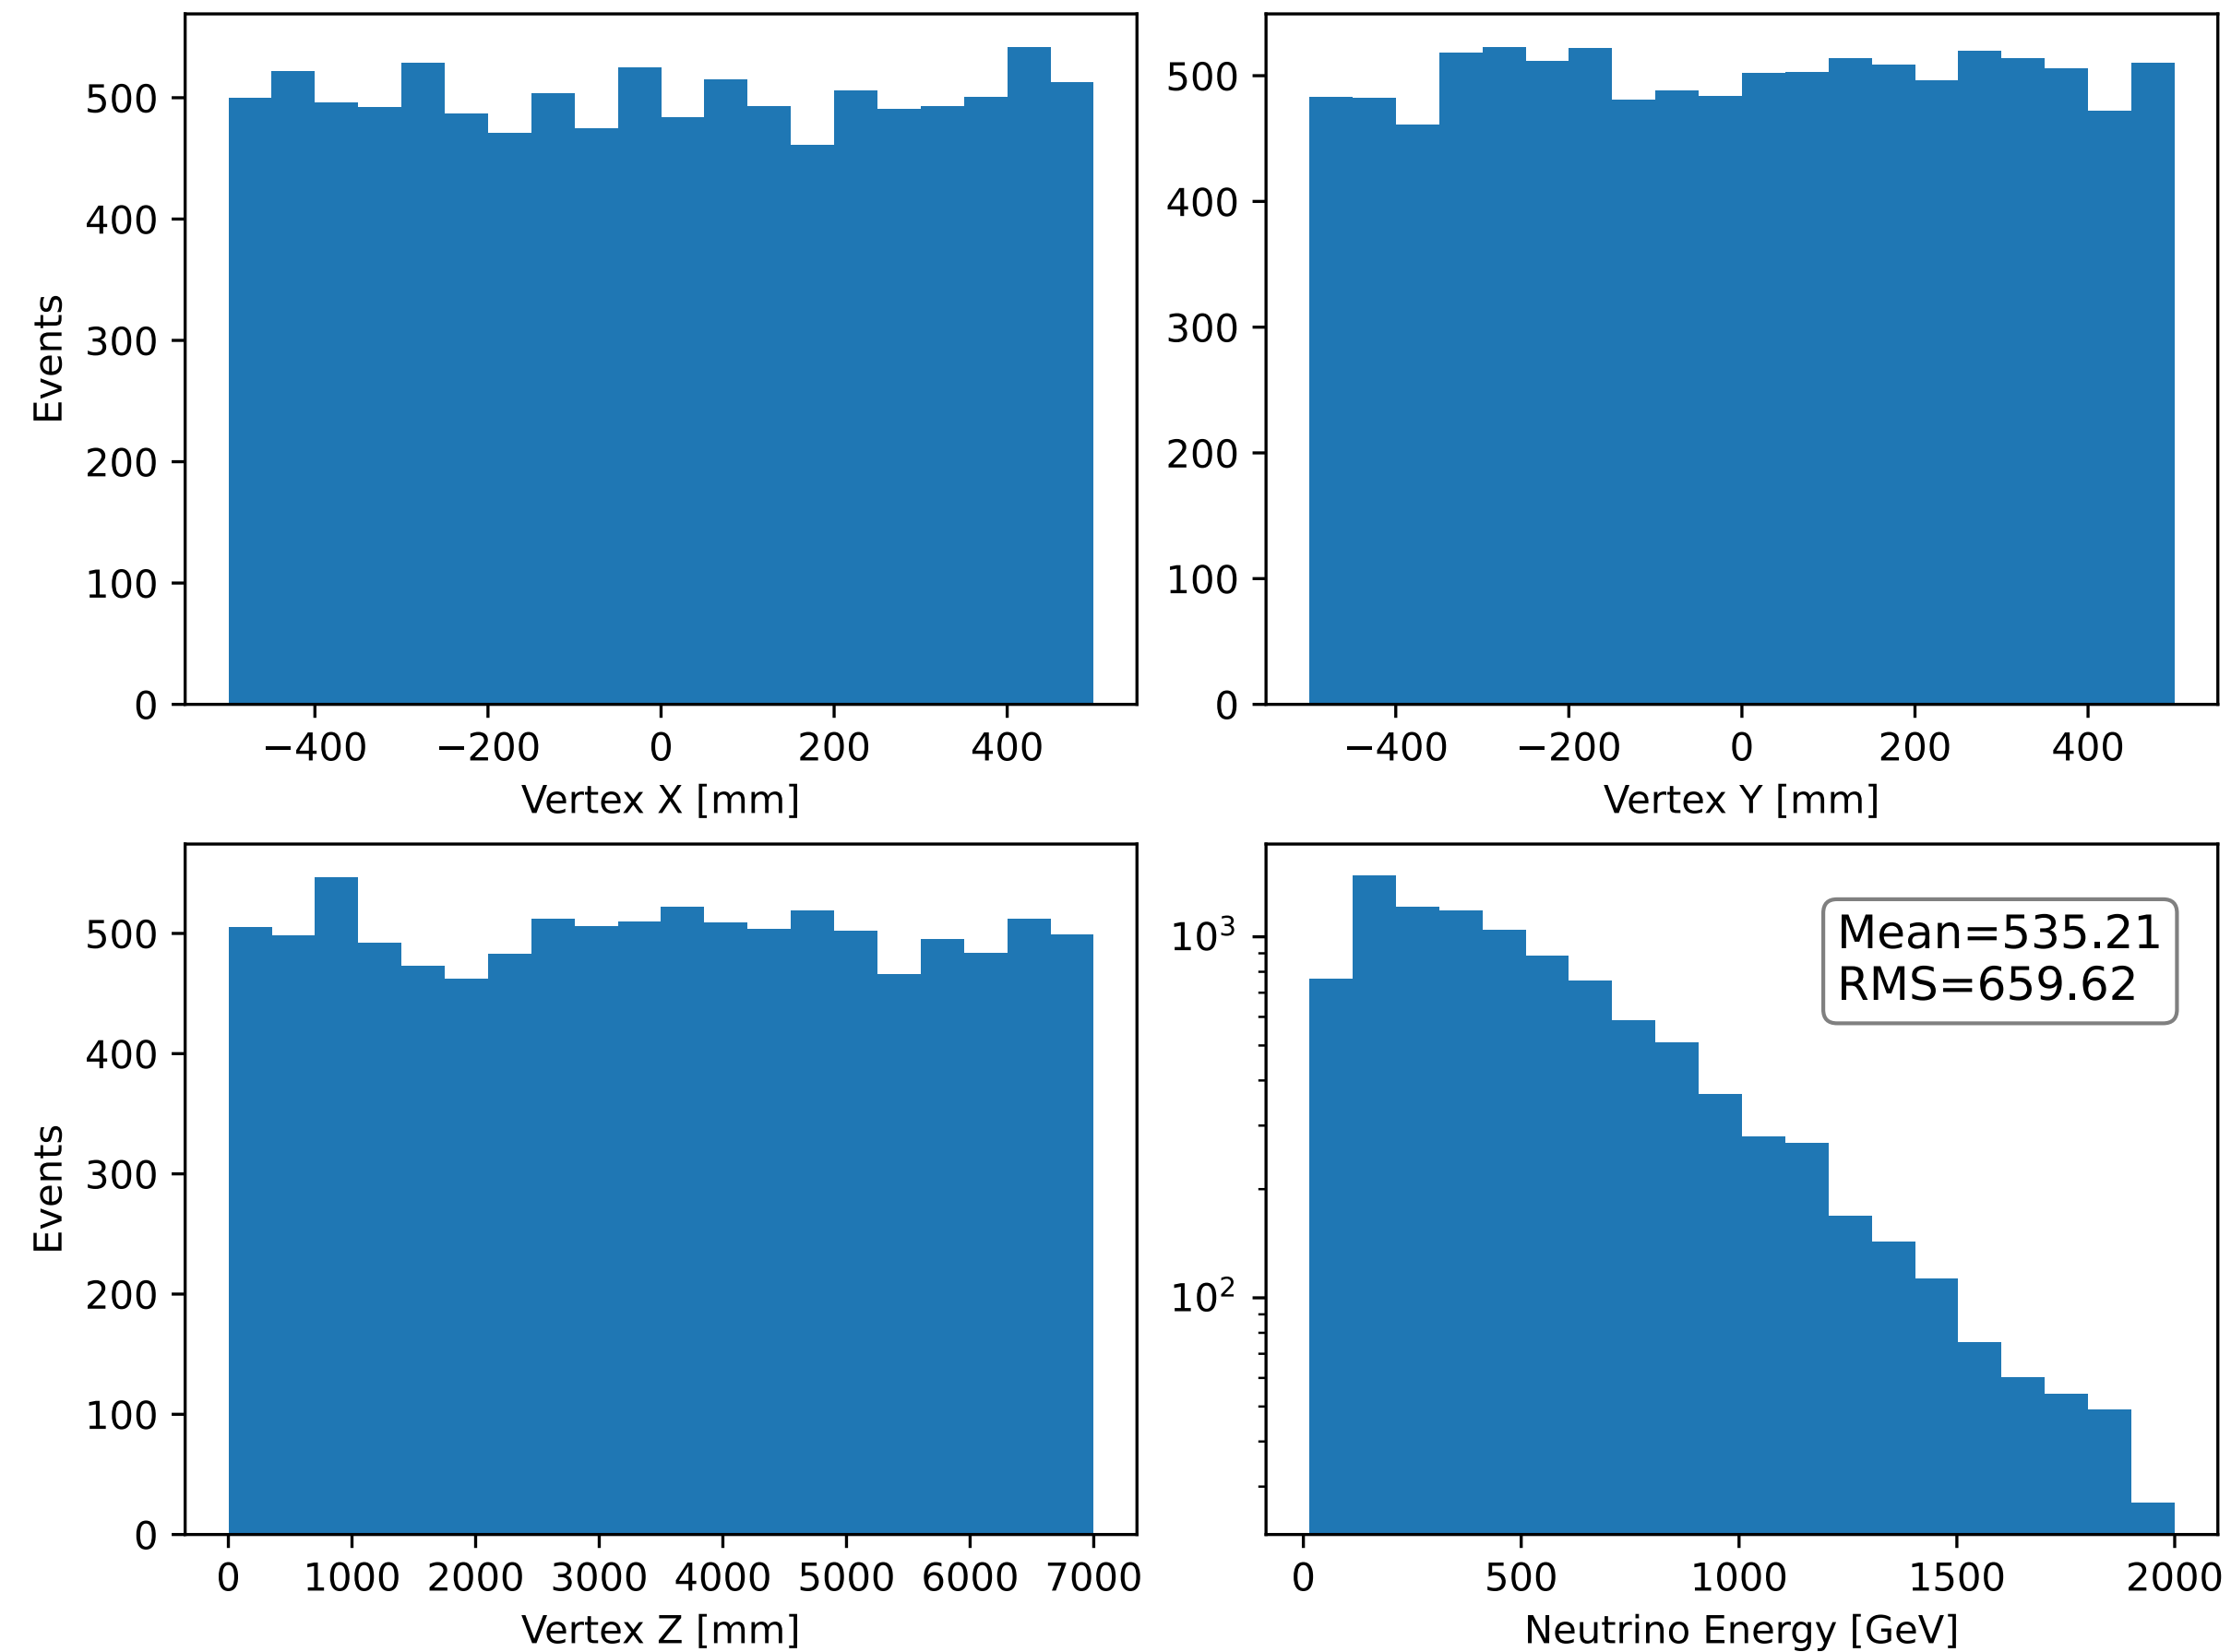 500
400
300
200
100
0
Events
−400 −200 0 200 400
Vertex X [mm]
500
400
300
200
100
0
−400 −200 0 200 400
Vertex Y [mm]
500
400
300
200
100
0
Events
0 1000 2000 3000 4000 5000 6000 7000
Vertex Z [mm]
10³
10²
Mean=535.21
RMS=659.62
0 500 1000 1500 2000
Neutrino Energy [GeV]